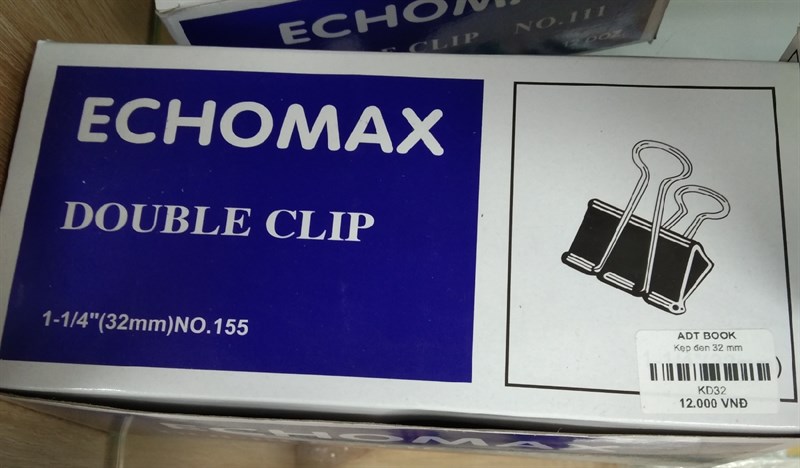 ECHOMAX
CLIP NO.111
ECHOMAX
DOUBLE CLIP
1-1/4"(32mm)NO.155
ADT BOOK
Kẹp đen 32 mm
KD32
12.000 VNĐ
ECHOMAX